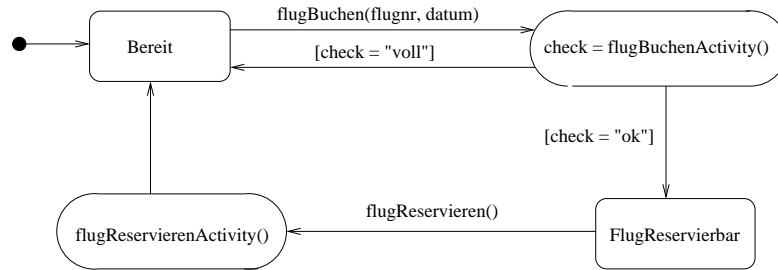 flugBuchen(flugnr, datum)
Bereit
check = flugBuchenActivity()
[check = "voll"]
[check = "ok"]
flugReservieren()
flugReservierenActivity()
FlugReservierbar